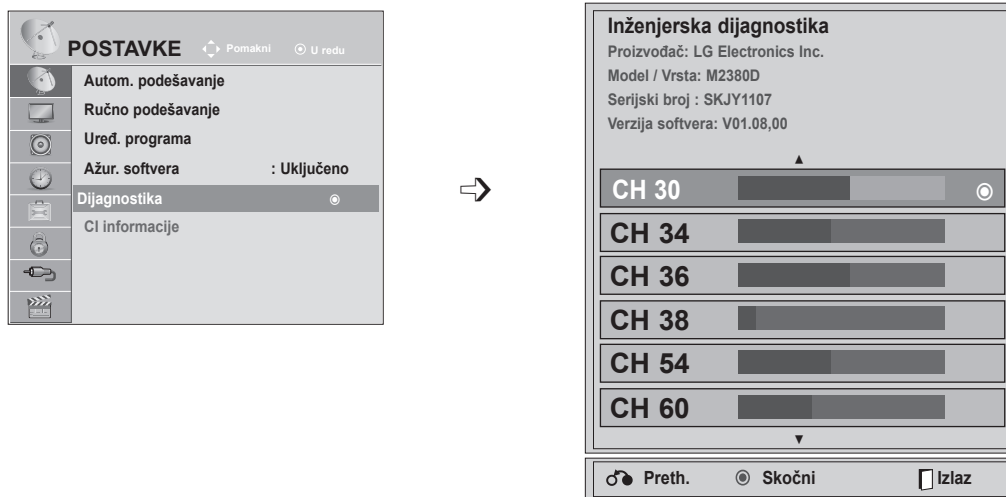 POSTAVKE Pomakni U redu
Autom. podešavanje
Ručno podešavanje
Uređ. programa
Ažur. softvera : Uključeno
Dijagnostika
CI informacije
Inženjerska dijagnostika
Proizvođač: LG Electronics Inc.
Model / Vrsta: M2380D
Serijski broj : SKJY1107
Verzija softvera: V01.08,00
CH 30
CH 34
CH 36
CH 38
CH 54
CH 60
Preth. Skočni Izlaz